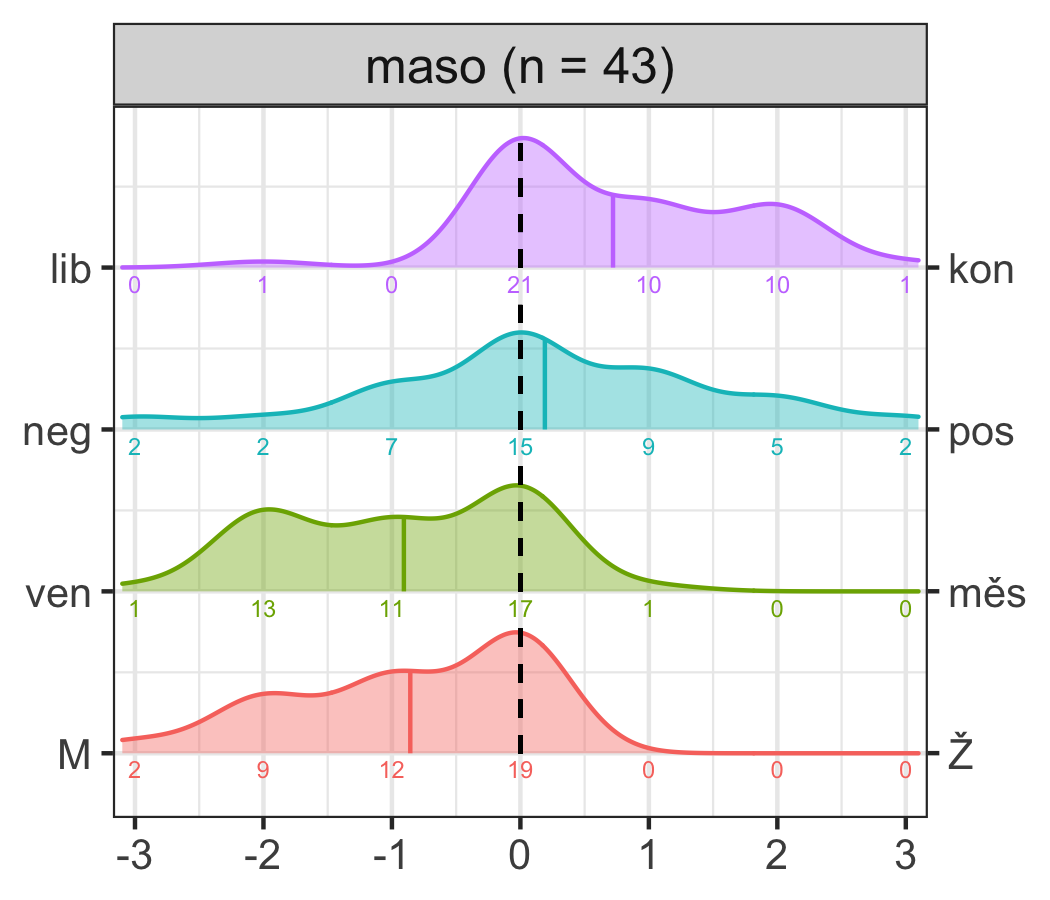 maso (n = 43)
lib kon
0 1 0 21 10 10 1
neg pos
2 2 7 15 9 5 2
ven měs
1 13 11 17 1 0 0
M Ž
2 9 12 19 0 0 0
-3 -2 -1 0 1 2 3